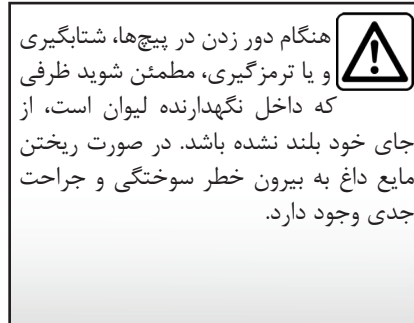 هنگام دور زدن در پیچ‌ها، شتابگیری
و یا ترمزگیری، مطمئن شوید ظرفی
که داخل نگهدارنده لیوان است، از
جای خود بلند نشده باشد. در صورت ریختن
مایع داغ به بیرون خطر سوختگی و جراحت
جدی وجود دارد.